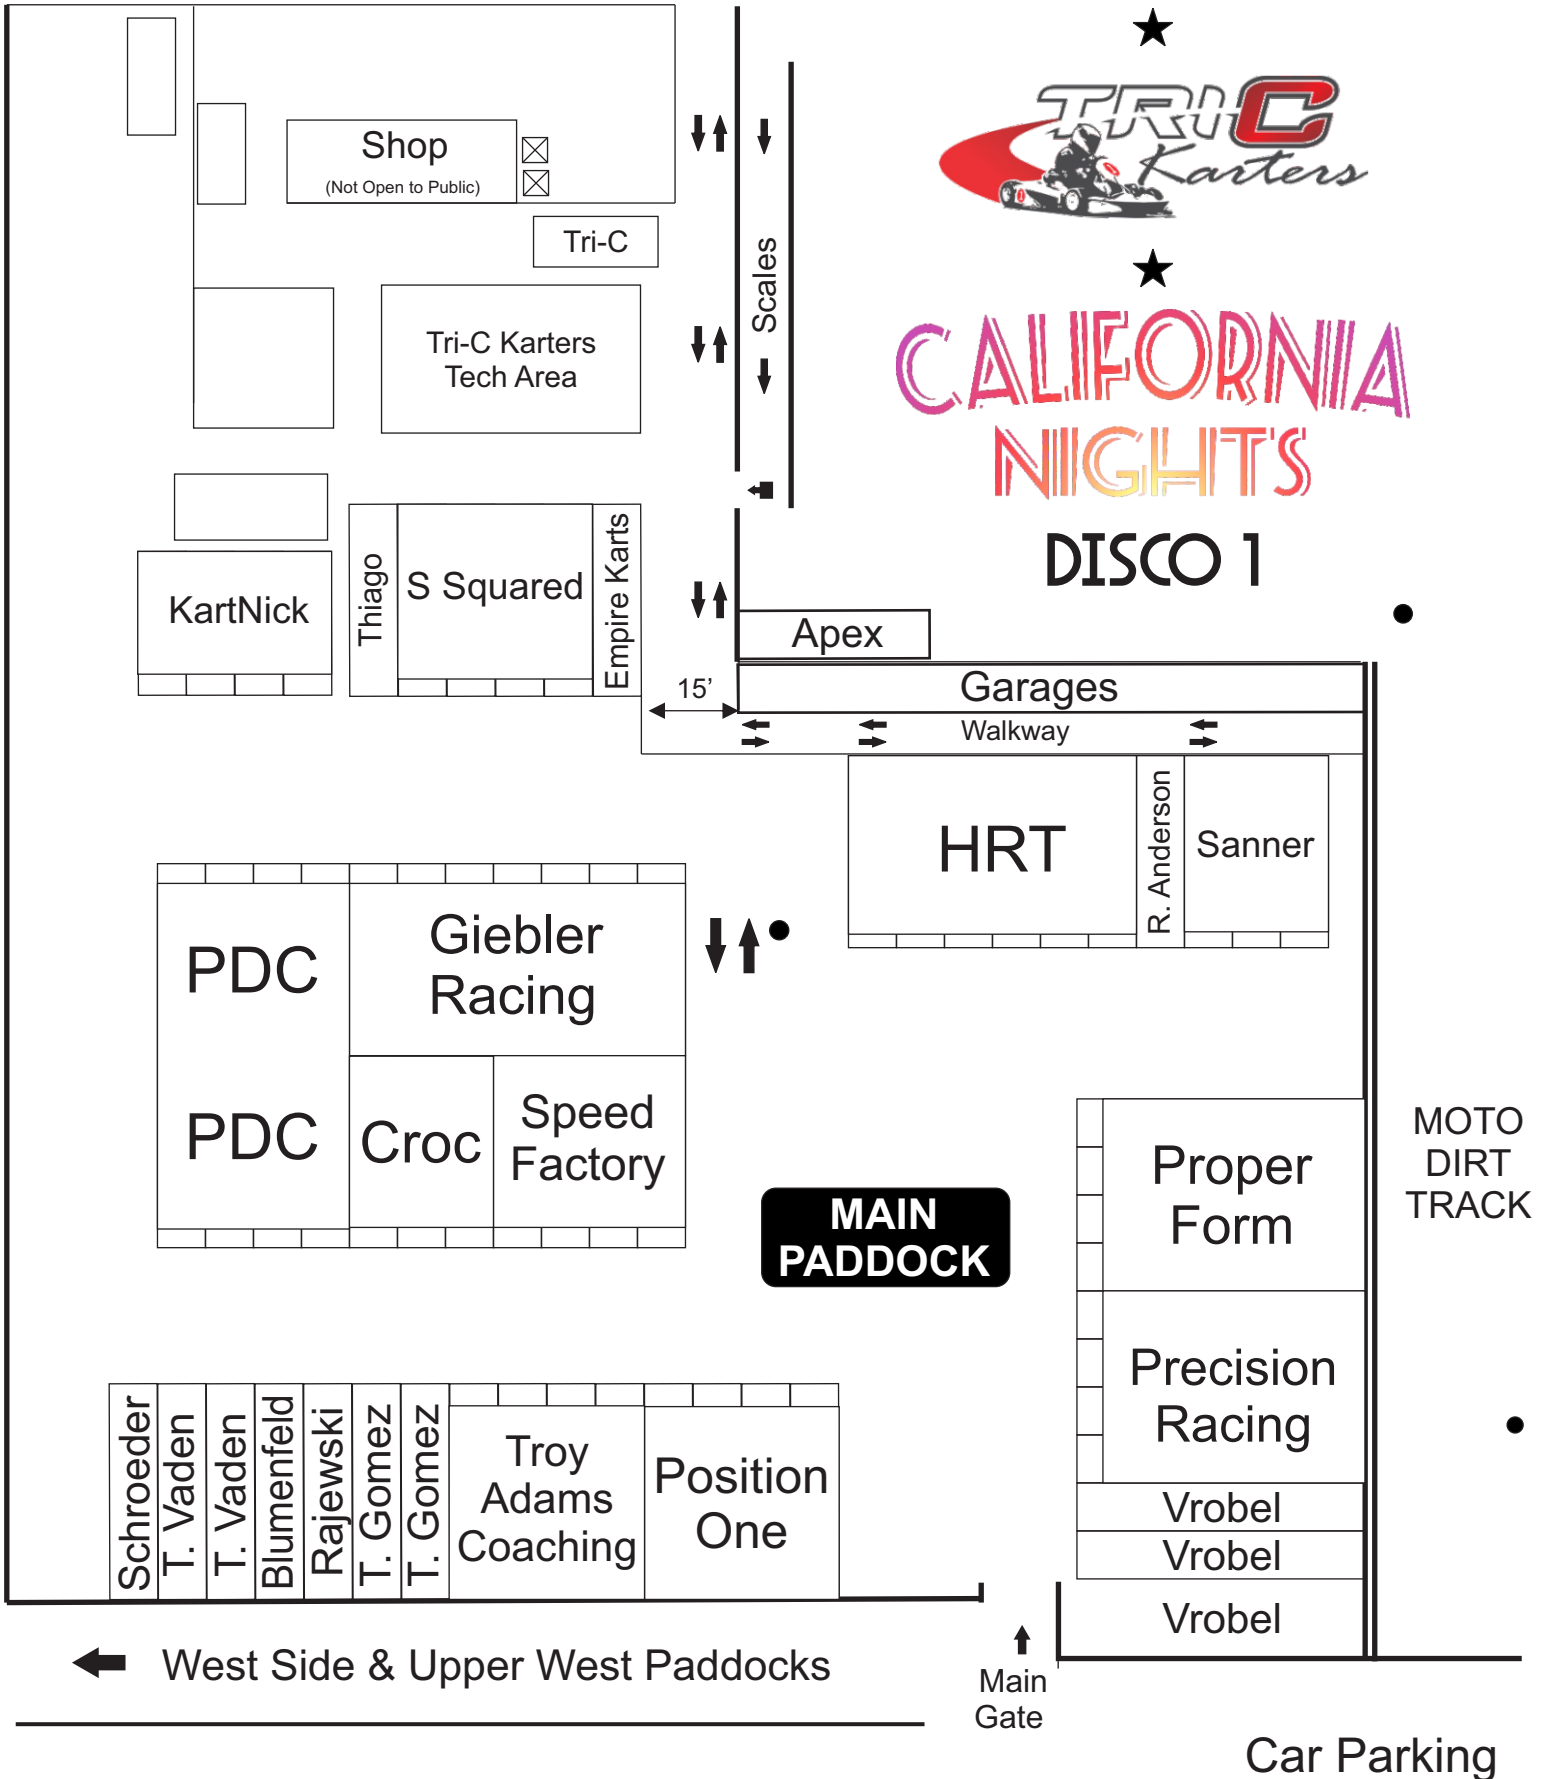 TRI-C
Karters
CALIFORNIA
NIGHTS
DISCO 1
Shop
(Not Open to Public)
Tri-C
Tri-C Karters
Tech Area
Scales
KartNick
Thiago
S Squared
Empire Karts
15’
Apex
Garages
Walkway
HRT
R. Anderson
Sanner
PDC
Giebler
Racing
PDC
Croc
Speed
Factory
MAIN
PADDOCK
Proper
Form
MOTO
DIRT
TRACK
Precision
Racing
Vrobel
Vrobel
Vrobel
Schroeder
T. Vaden
T. Vaden
Blumenfeld
Rajewski
T. Gomez
T. Gomez
Troy
Adams
Coaching
Position
One
West Side & Upper West Paddocks
Main
Gate
Car Parking